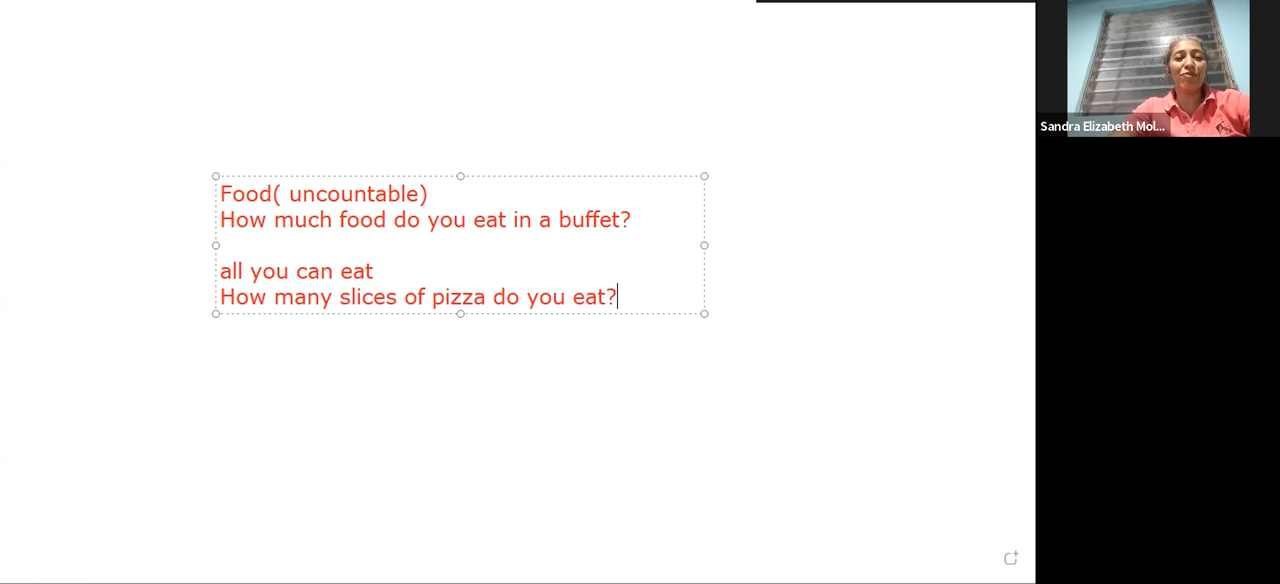 Food( uncountable)
How much food do you eat in a buffet?
all you can eat
How many slices of pizza do you eat?
Sandra Elizabeth Mol...